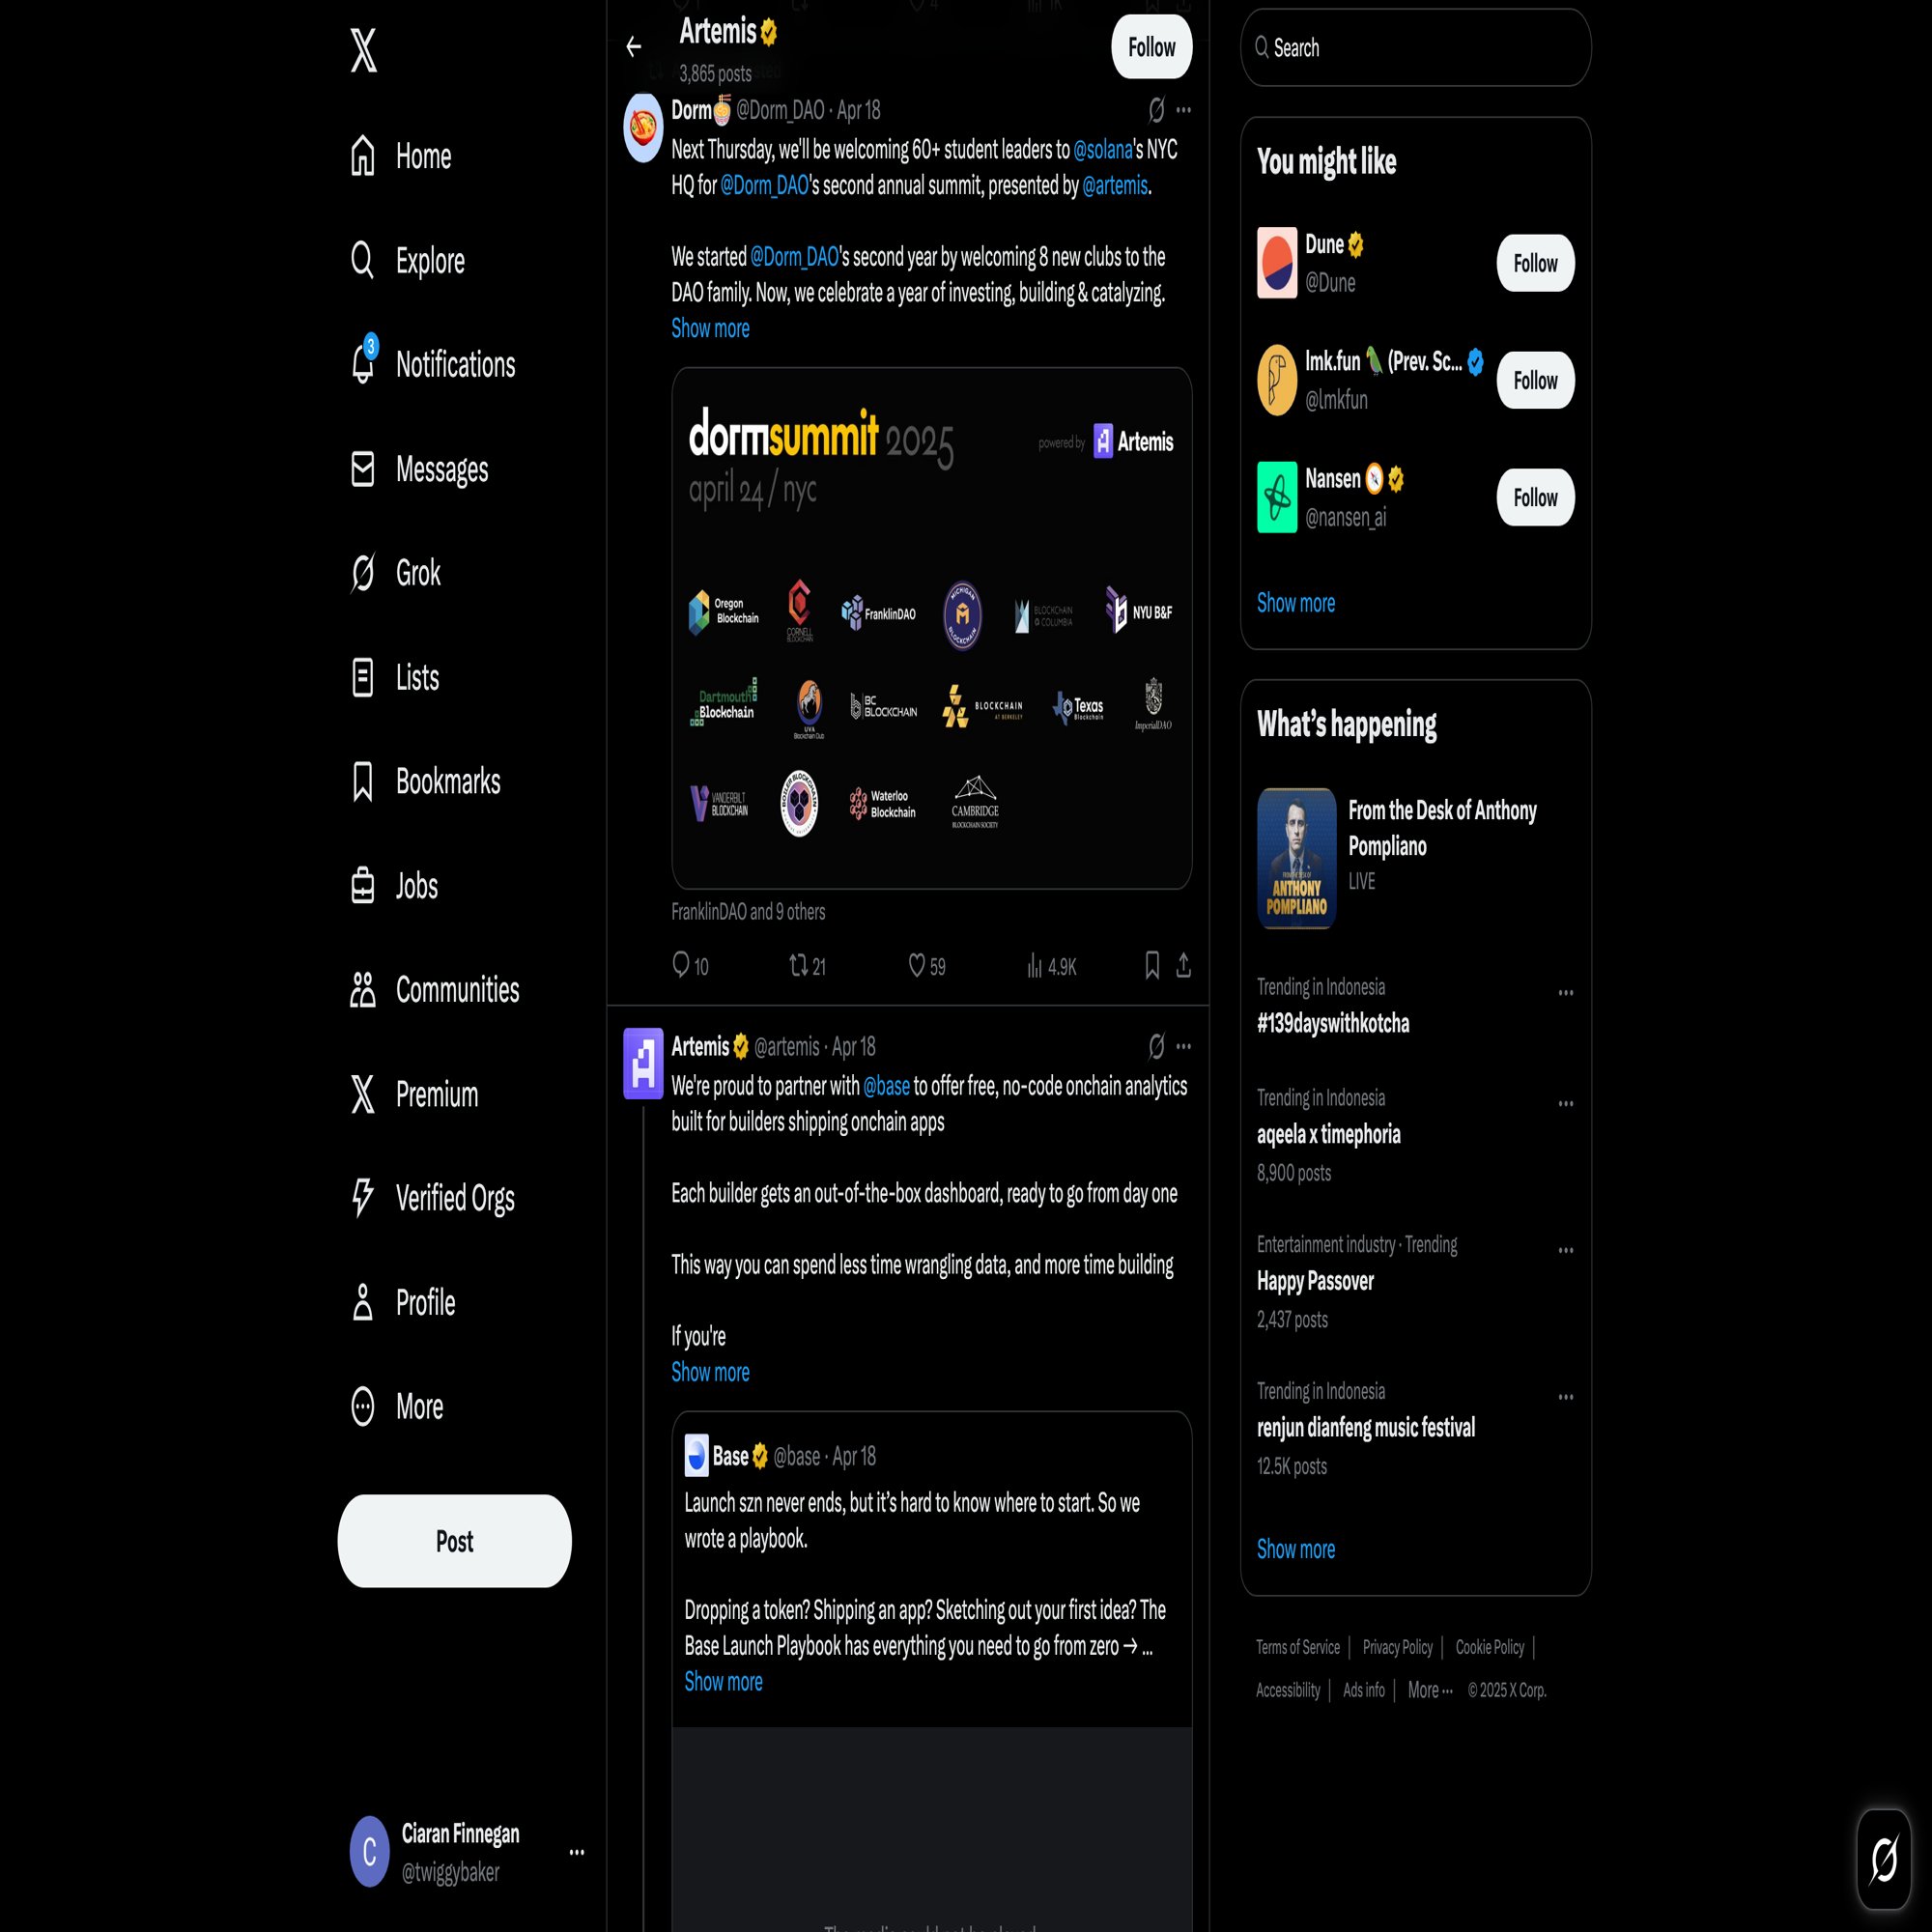 Home
Explore
3
Notifications
Messages
Grok
Lists
Bookmarks
Jobs
Communities
Premium
Verified Orgs
Profile
More
Post
C
Ciaran Finnegan
@twiggybaker
Artemis
3,865 posts
Follow
Dorm @Dorm_DAO · Apr 18
Next Thursday, we'll be welcoming 60+ student leaders to @solana's NYC
HQ for @Dorm_DAO's second annual summit, presented by @artemis.
We started @Dorm_DAO's second year by welcoming 8 new clubs to the
DAO family. Now, we celebrate a year of investing, building & catalyzing.
Show more
dormsummit 2025
april 24 / nyc
powered by Artemis
Oregon
Blockchain
CORNELL
BLOCKCHAIN
FranklinDAO
MICHIGAN
BLOCKCHAIN
BLOCKCHAIN
@ COLUMBIA
NYU B&F
Dartmouth
Blockchain
UVA
Blockchain Club
BC
BLOCKCHAIN
BLOCKCHAIN
AT BERKELEY
Texas
Blockchain
ImperialDAO
VANDERBILT
BLOCKCHAIN
BOILER BLOCKCHAIN
Waterloo
Blockchain
CAMBRIDGE
BLOCKCHAIN SOCIETY
FranklinDAO and 9 others
10
21
59
4.9K
Artemis @artemis · Apr 18
We're proud to partner with @base to offer free, no-code onchain analytics
built for builders shipping onchain apps
Each builder gets an out-of-the-box dashboard, ready to go from day one
This way you can spend less time wrangling data, and more time building
If you're
Show more
Base @base · Apr 18
Launch szn never ends, but it's hard to know where to start. So we
wrote a playbook.
Dropping a token? Shipping an app? Sketching out your first idea? The
Base Launch Playbook has everything you need to go from zero → ...
Show more
Search
You might like
Dune
@Dune
Follow
lmk.fun (Prev. Sc...
@lmkfun
Follow
Nansen
@nansen_ai
Follow
Show more
What's happening
FROM THE DESK OF
ANTHONY
POMPLIANO
From the Desk of Anthony
Pompliano
LIVE
Trending in Indonesia
#139dayswithkotcha
Trending in Indonesia
aqeela x timephoria
8,900 posts
Entertainment industry · Trending
Happy Passover
2,437 posts
Trending in Indonesia
renjun dianfeng music festival
12.5K posts
Show more
Terms of Service | Privacy Policy | Cookie Policy |
Accessibility | Ads info | More ··· © 2025 X Corp.